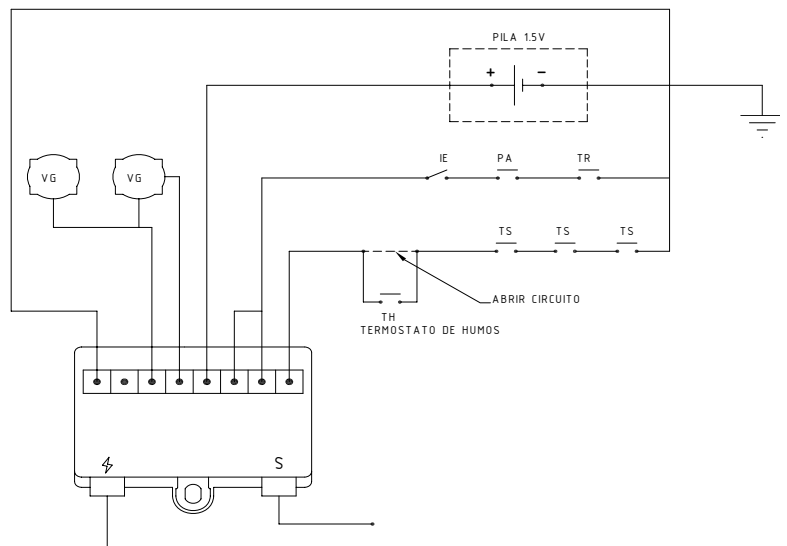 PILA 1.5V
+ −
VG VG
IE PA TR
TS TS TS
ABRIR CIRCUITO
TH
TERMOSTATO DE HUMOS
S